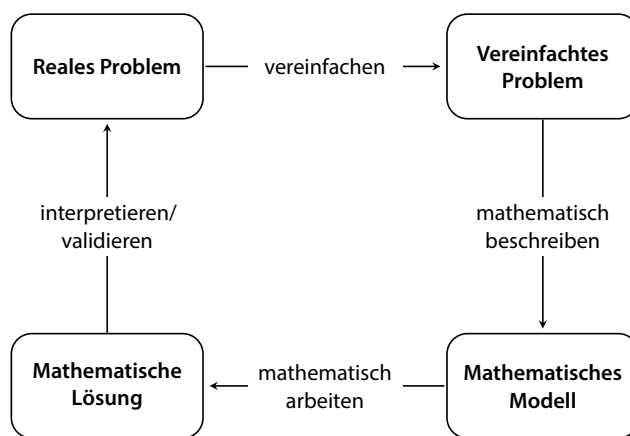 Reales Problem
vereinfachen
Vereinfachtes
Problem
interpretieren/
validieren
mathematisch
beschreiben
Mathematische
Lösung
mathematisch
arbeiten
Mathematisches
Modell